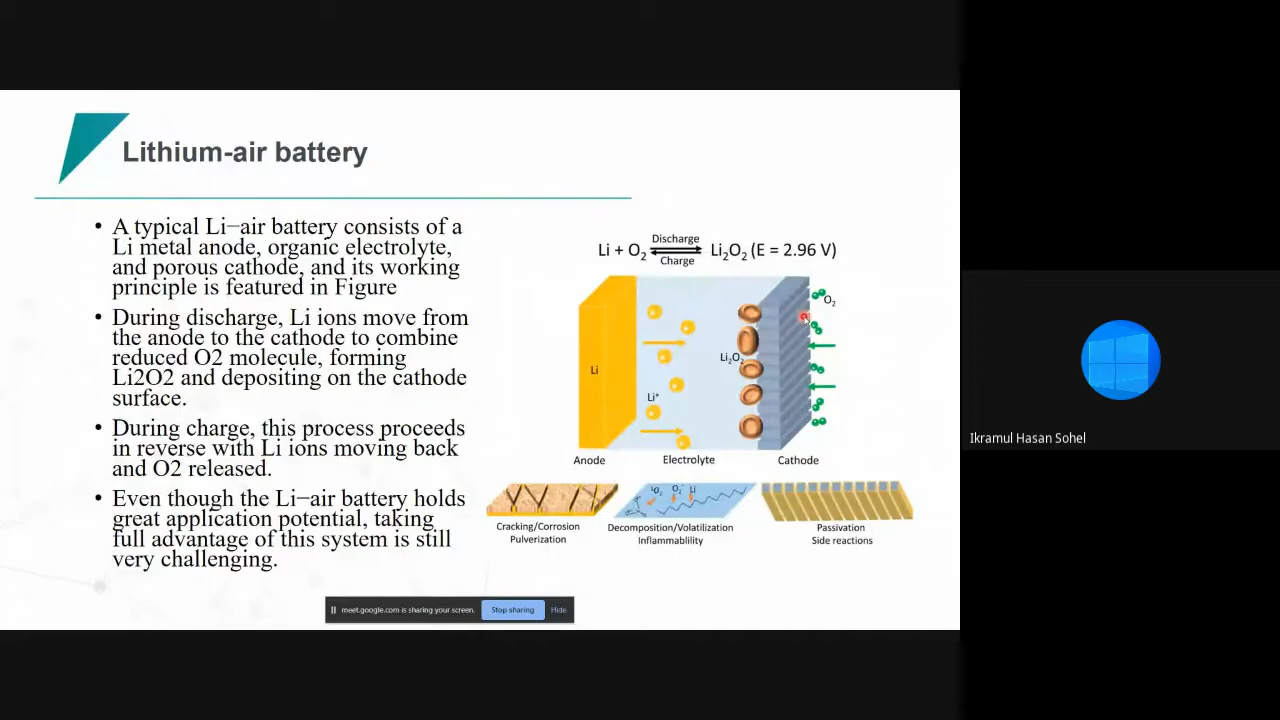 Lithium-air battery
• A typical Li−air battery consists of a
Li metal anode, organic electrolyte,
and porous cathode, and its working
principle is featured in Figure
• During discharge, Li ions move from
the anode to the cathode to combine
reduced O2 molecule, forming
Li2O2 and depositing on the cathode
surface.
• During charge, this process proceeds
in reverse with Li ions moving back
and O2 released.
• Even though the Li−air battery holds
great application potential, taking
full advantage of this system is still
very challenging.
Discharge
Li + O₂ Li₂O₂ (E = 2.96 V)
Charge
O₂
Li₂O₂
Li
Li⁺
Anode Electrolyte Cathode
¹O₂ O₂⁻ Li
Cracking/Corrosion
Pulverization
Decomposition/Volatilization
Inflammablility
Passivation
Side reactions
meet.google.com is sharing your screen. Stop sharing Hide
Ikramul Hasan Sohel